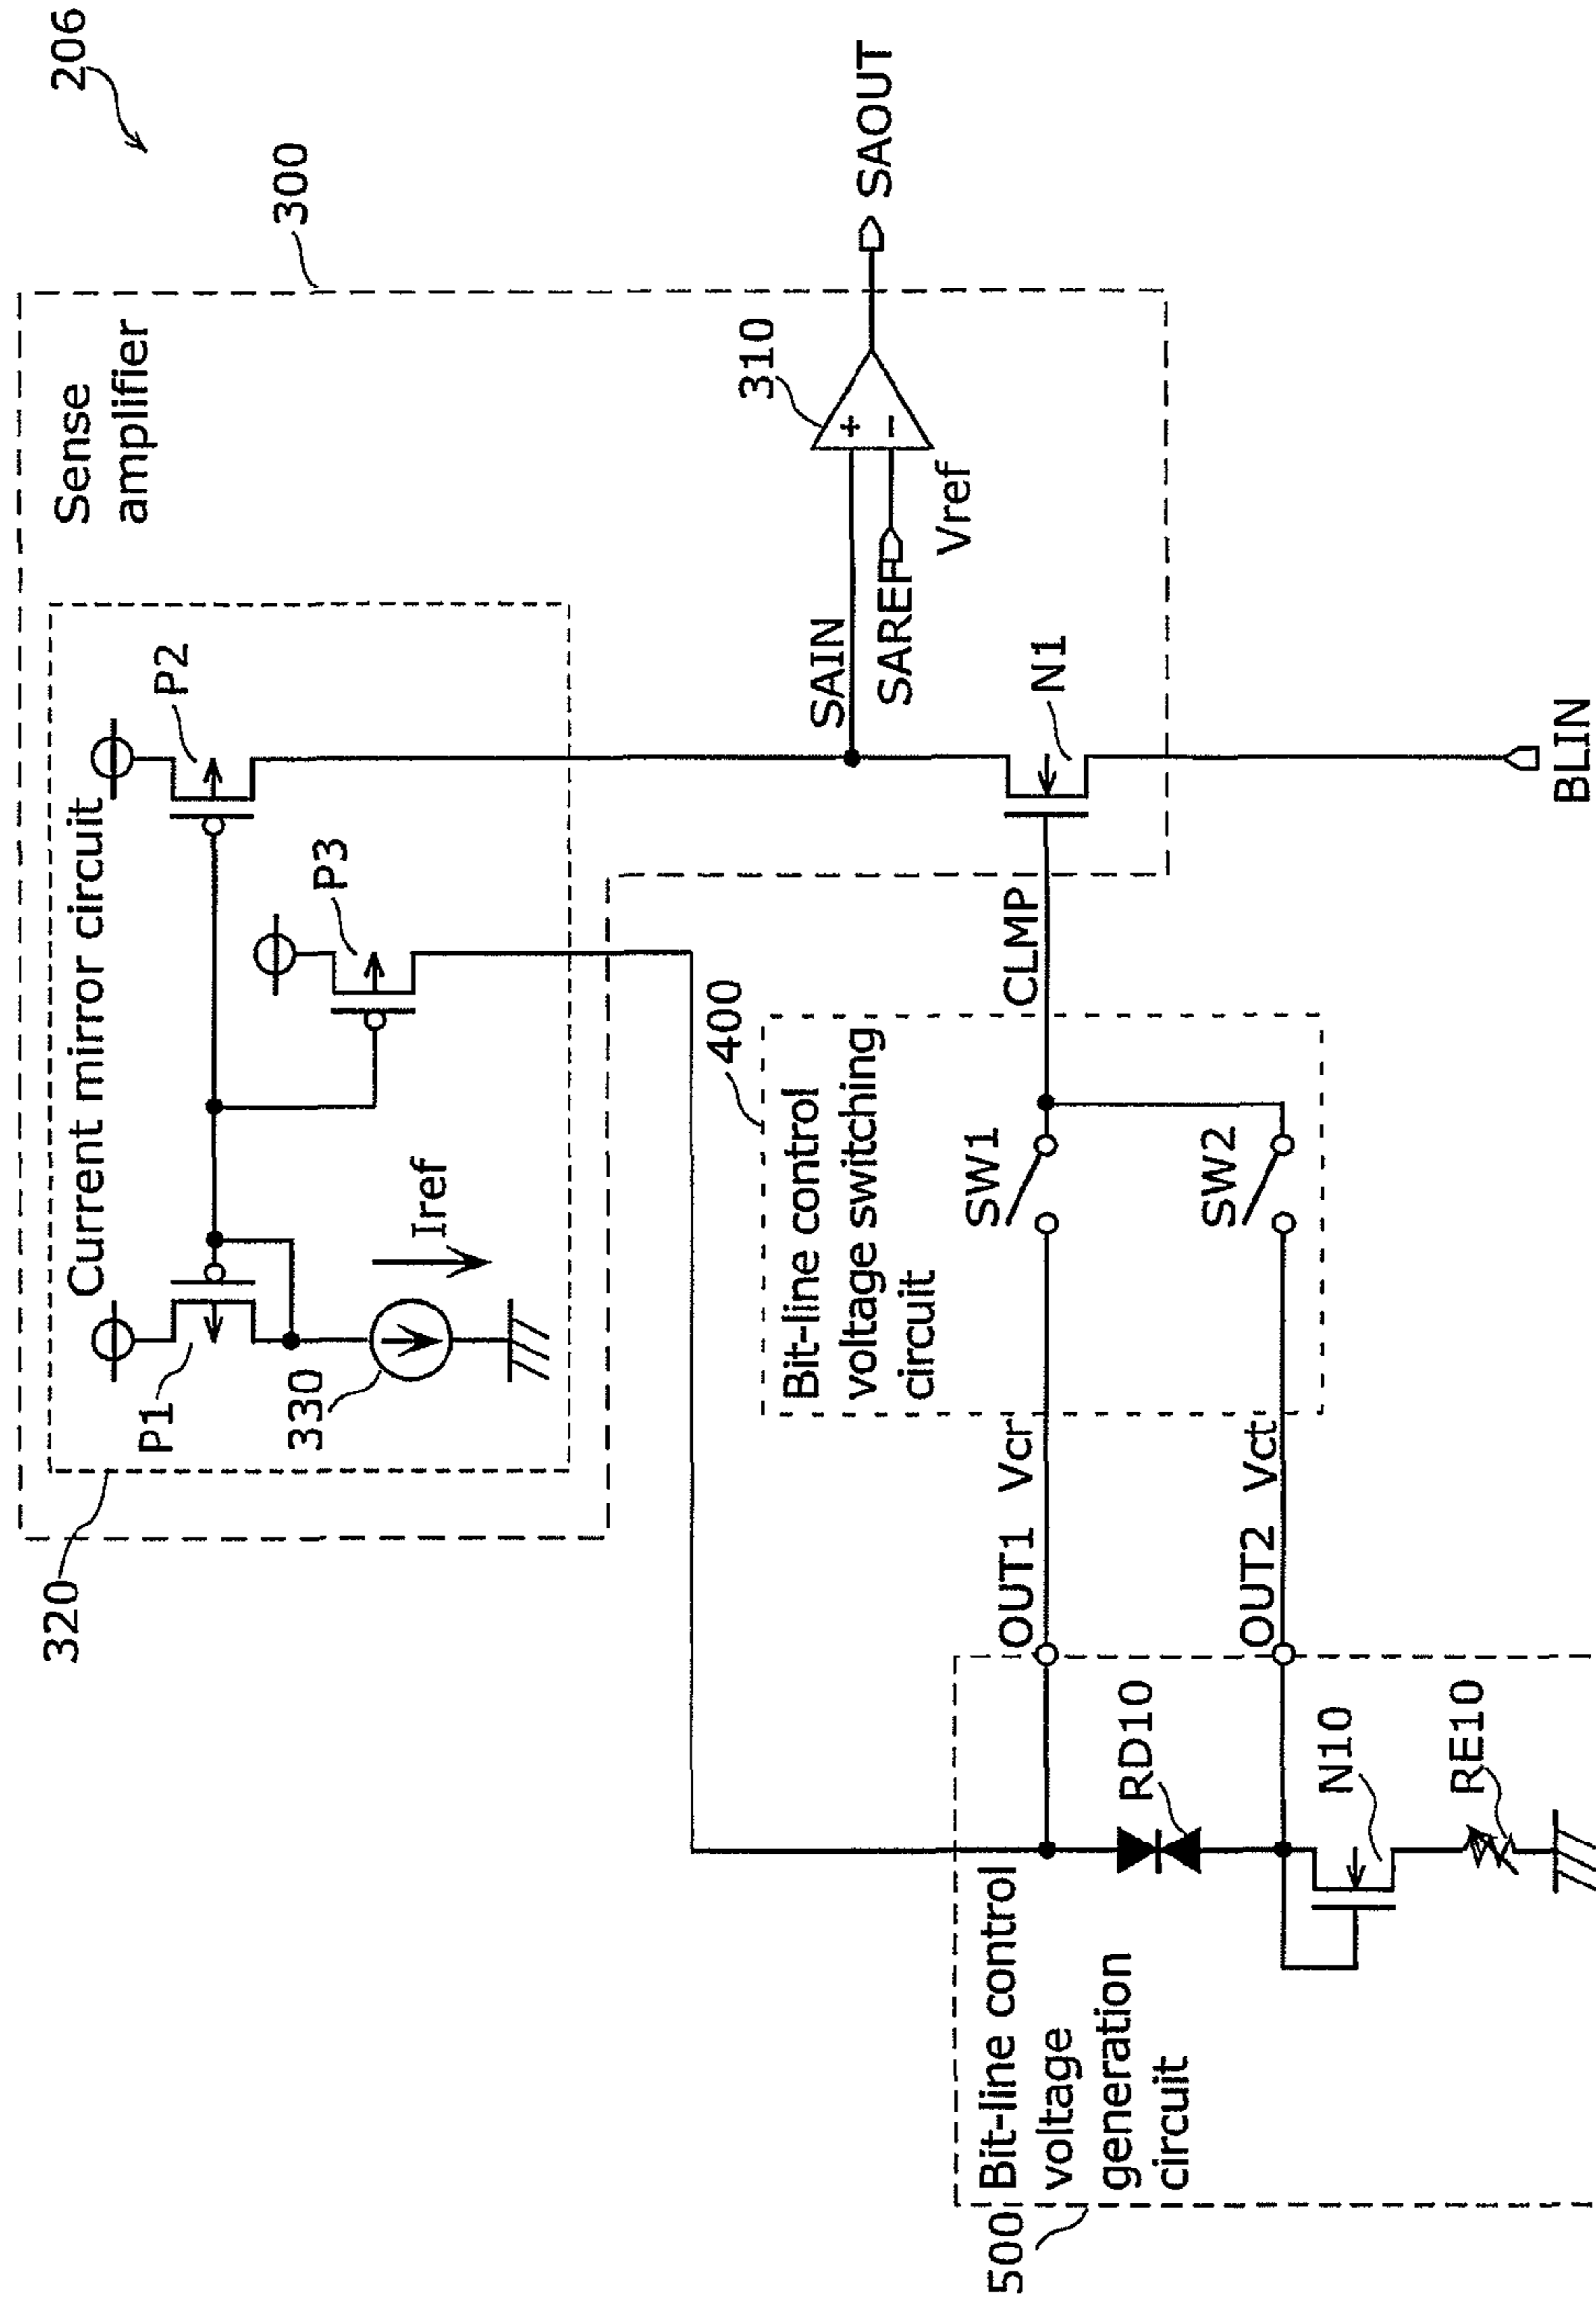 206
300
Sense
amplifier
320
Current mirror circuit
P1
P2
P3
330
Iref
310
+
−
SAIN
SAREF
Vref
SAOUT
N1
CLMP
400
Bit-line control
voltage switching
circuit
SW1
SW2
BLIN
OUT1 Vcr
OUT2 Vct
500
Bit-line control
voltage
generation
circuit
RD10
N10
RE10